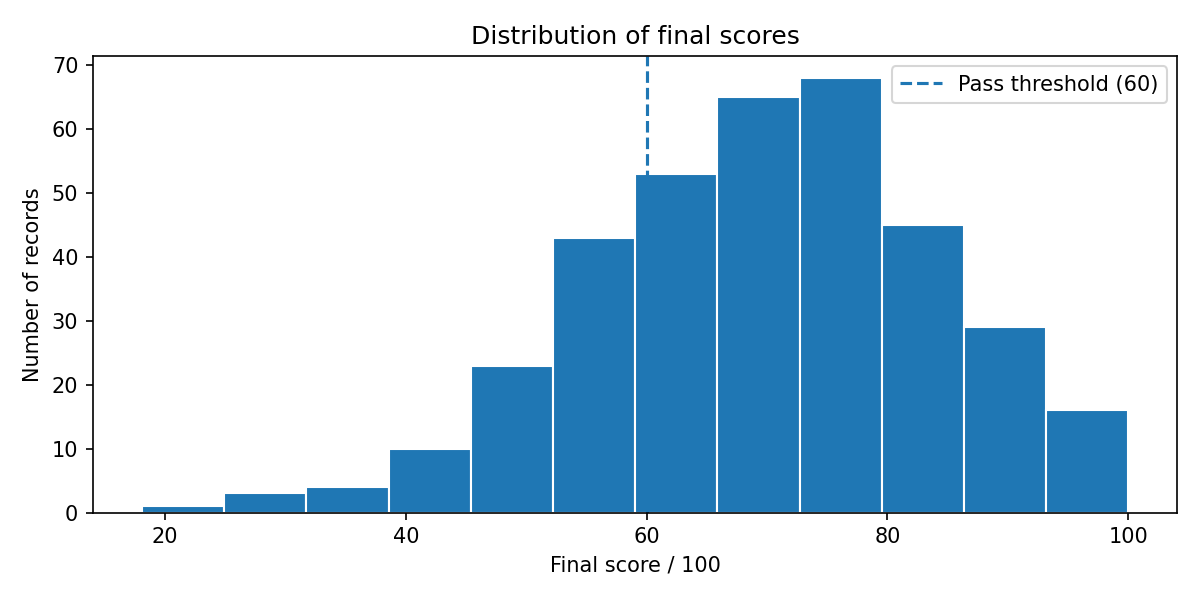 Distribution of final scores
Pass threshold (60)
Number of records
70
60
50
40
30
20
10
0
20 40 60 80 100
Final score / 100